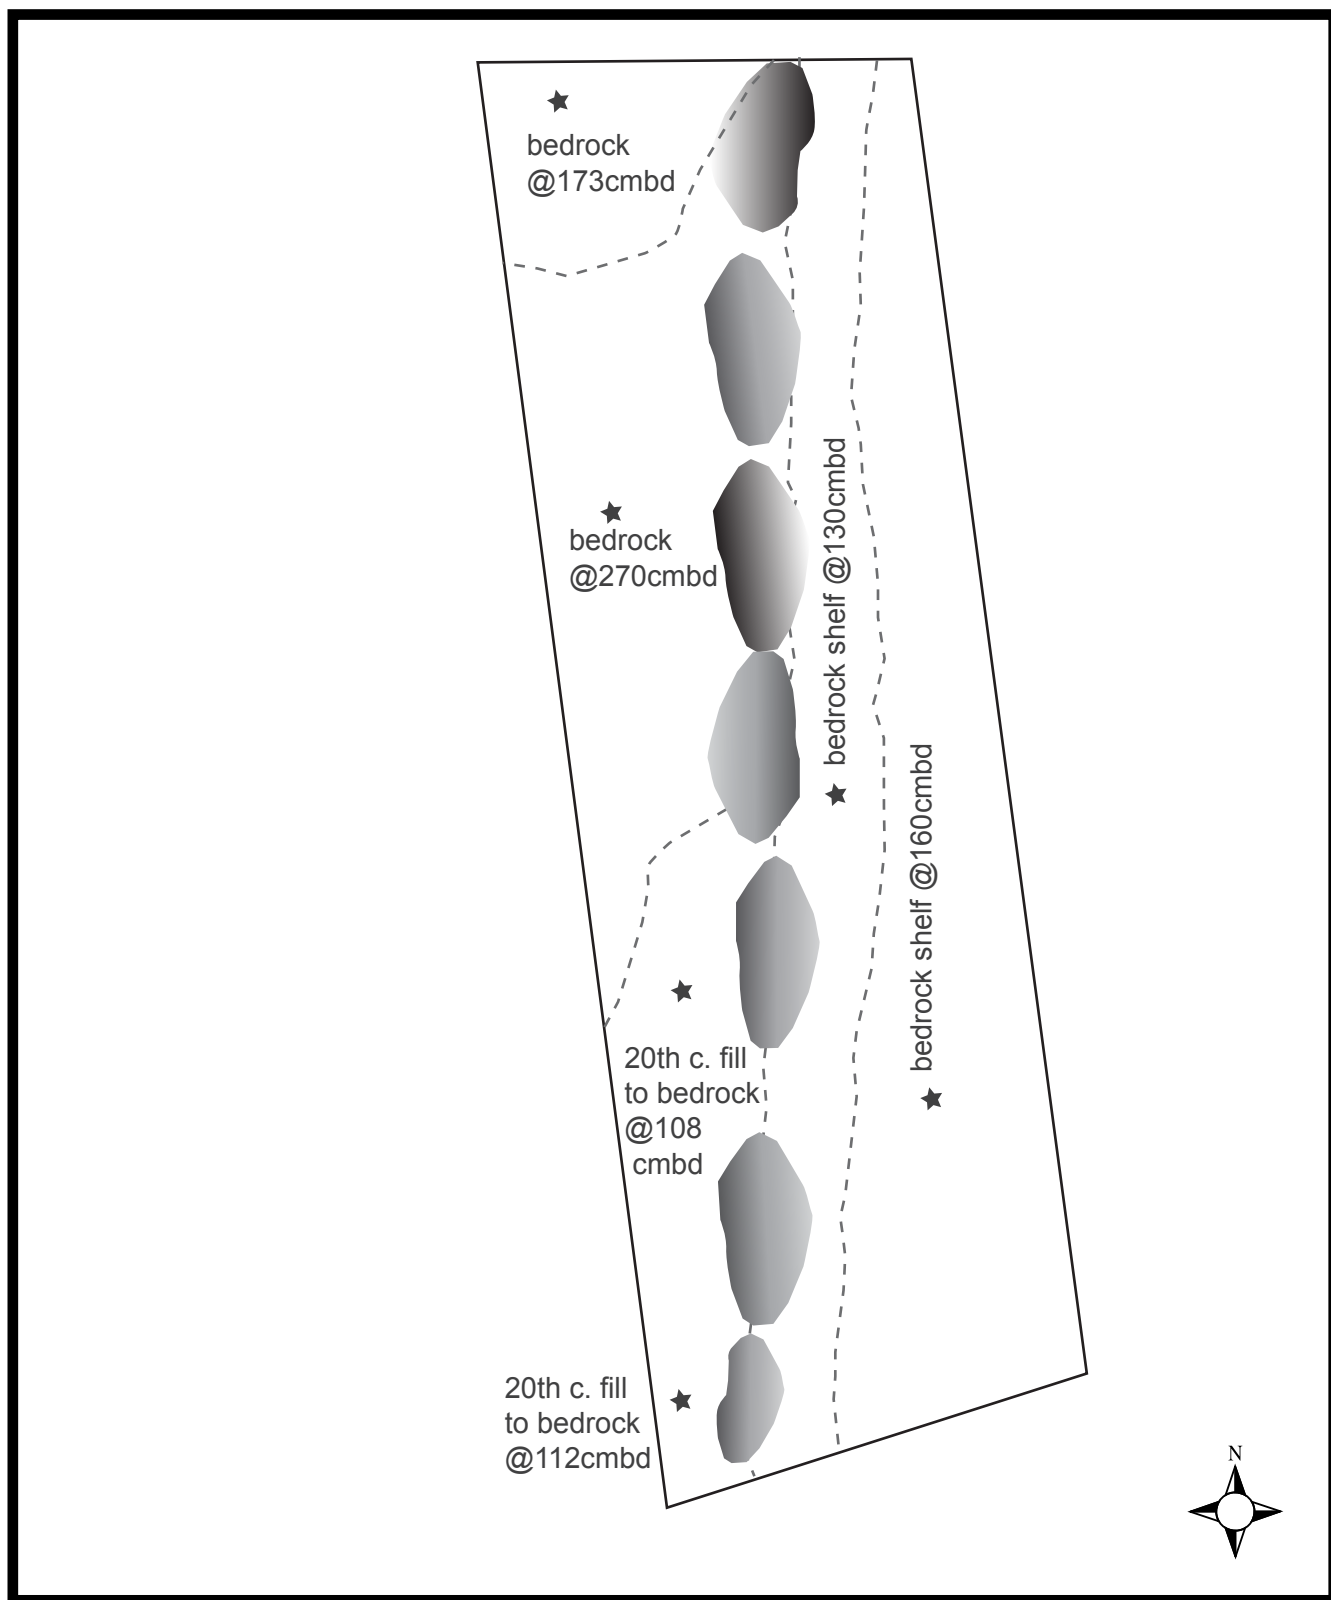 bedrock
@173cmbd
bedrock
@270cmbd
bedrock shelf @130cmbd
bedrock shelf @160cmbd
20th c. fill
to bedrock
@108
cmbd
20th c. fill
to bedrock
@112cmbd
N